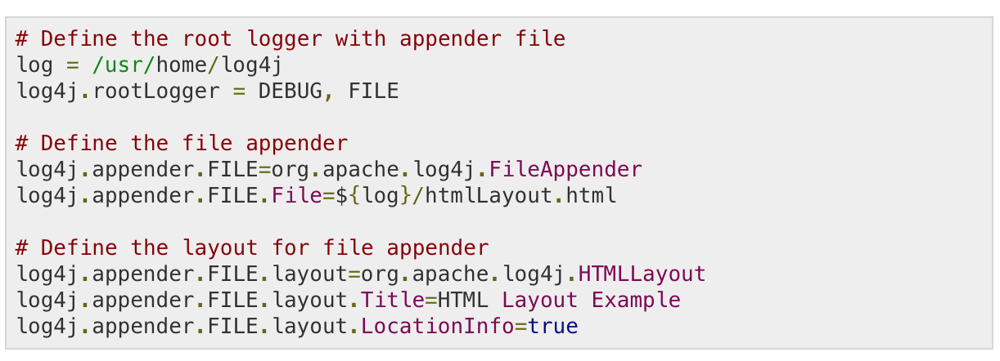 # Define the root logger with appender file
log = /usr/home/log4j
log4j.rootLogger = DEBUG, FILE
# Define the file appender
log4j.appender.FILE=org.apache.log4j.FileAppender
log4j.appender.FILE.File=${log}/htmlLayout.html
# Define the layout for file appender
log4j.appender.FILE.layout=org.apache.log4j.HTMLLayout
log4j.appender.FILE.layout.Title=HTML Layout Example
log4j.appender.FILE.layout.LocationInfo=true